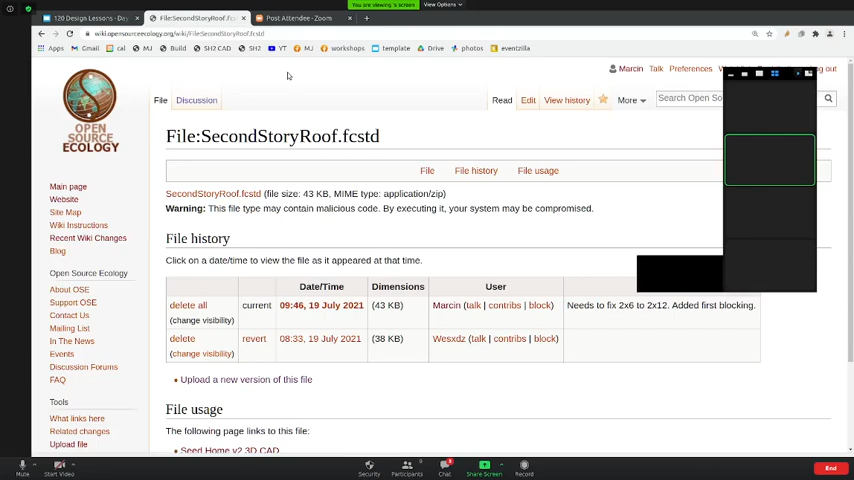 You are viewing 's screen
View Options
120 Design Lessons - Day
File:SecondStoryRoof.fcs
Post Attendee - Zoom
wiki.opensourceecology.org/wiki/File:SecondStoryRoof.fcstd
Apps
Gmail
cal
MJ
Build
SH2 CAD
SH2
YT
MJ
workshops
template
Drive
photos
eventzilla
Marcin
Talk
Preferences
out
File
Discussion
Read
Edit
View history
More
Search Open So
OPEN SOURCE
ECOLOGY
File:SecondStoryRoof.fcstd
File
File history
File usage
SecondStoryRoof.fcstd (file size: 43 KB, MIME type: application/zip)
Warning: This file type may contain malicious code. By executing it, your system may be compromised.
File history
Click on a date/time to view the file as it appeared at that time.
Date/Time
Dimensions
User
delete all
(change visibility)
current
09:46, 19 July 2021
(43 KB)
Marcin (talk | contribs | block)
Needs to fix 2x6 to 2x12. Added first blocking.
delete
(change visibility)
revert
08:33, 19 July 2021
(38 KB)
Wesxdz (talk | contribs | block)
Upload a new version of this file
File usage
The following page links to this file:
Seed Home v2 3D CAD
Main page
Website
Site Map
Wiki Instructions
Recent Wiki Changes
Blog
Open Source Ecology
About OSE
Support OSE
Contact Us
Mailing List
In The News
Events
Discussion Forums
FAQ
Tools
What links here
Related changes
Upload file
Mute
Start Video
Security
Participants
Chat
Share Screen
Record
End